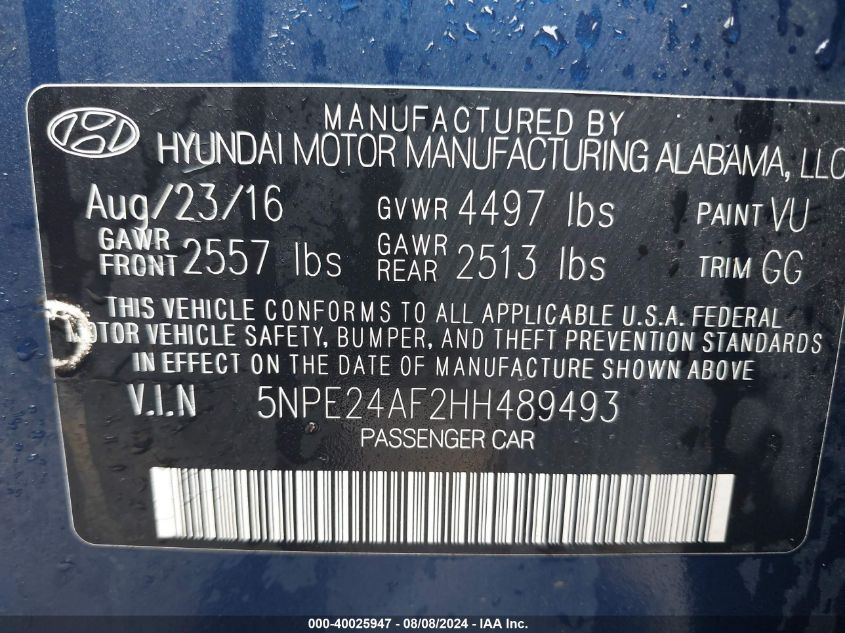 MANUFACTURED BY
HYUNDAI MOTOR MANUFACTURING ALABAMA, LLC
Aug/23/16 GVWR 4497 lbs PAINT VU
GAWR FRONT 2557 lbs GAWR REAR 2513 lbs TRIM GG
THIS VEHICLE CONFORMS TO ALL APPLICABLE U.S.A. FEDERAL
MOTOR VEHICLE SAFETY, BUMPER, AND THEFT PREVENTION STANDARDS
IN EFFECT ON THE DATE OF MANUFACTURE SHOWN ABOVE
V.I.N 5NPE24AF2HH489493
PASSENGER CAR
000-40025947 - 08/08/2024 - IAA Inc.